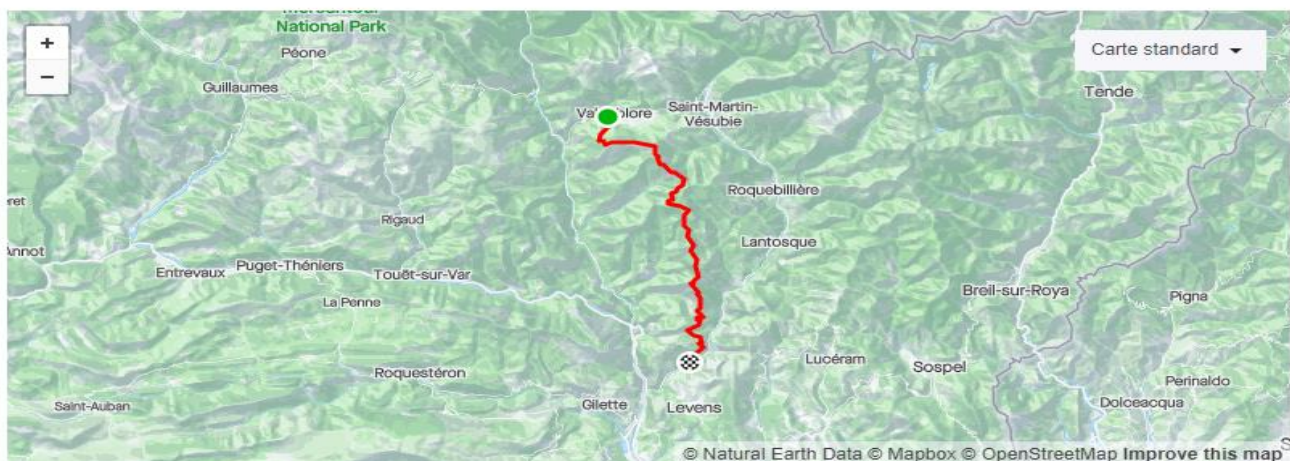 Mercantour
National Park
+
−
Péone
Carte standard
Guillaumes
Tende
Saint-Martin-
Vésubie
Roquebillière
Rigaud
Lantosque
Annot
Entrevaux
Puget-Théniers
Touët-sur-Var
Breil-sur-Roya
Pigna
La Penne
Lucéram
Sospel
Roquestéron
Perinaldo
Saint-Auban
Gilette
Levens
Dolceacqua
© Natural Earth Data © Mapbox © OpenStreetMap Improve this map